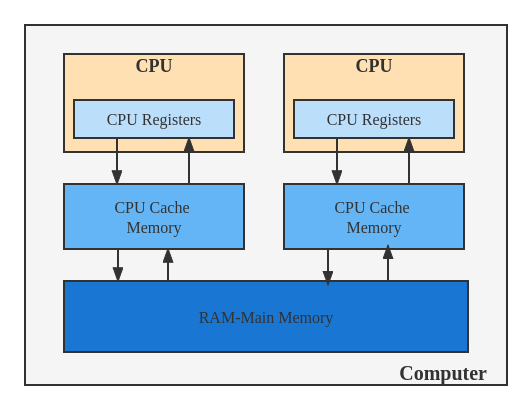 CPU
CPU
CPU Registers
CPU Registers
CPU Cache
Memory
CPU Cache
Memory
RAM-Main Memory
Computer